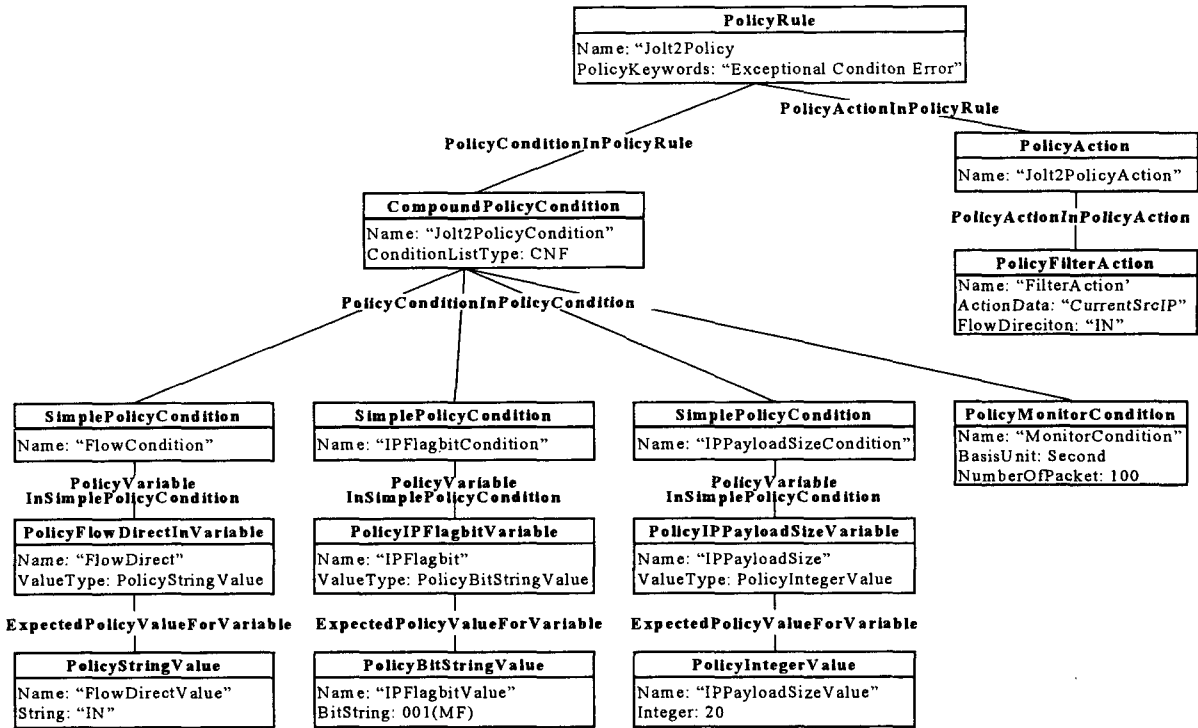 PolicyRule
Name: “Jolt2Policy
PolicyKeywords: “Exceptional Conditon Error”
PolicyActionInPolicyRule
PolicyConditionInPolicyRule
PolicyAction
Name: “Jolt2PolicyAction”
CompoundPolicyCondition
Name: “Jolt2PolicyCondition”
ConditionListType: CNF
PolicyActionInPolicyAction
PolicyFilterAction
Name: “FilterAction’
ActionData: “CurrentSrcIP”
FlowDireciton: “IN”
PolicyConditionInPolicyCondition
SimplePolicyCondition
Name: “FlowCondition”
SimplePolicyCondition
Name: “IPFlagbitCondition”
SimplePolicyCondition
Name: “IPPayloadSizeCondition”
PolicyMonitorCondition
Name: “MonitorCondition”
BasisUnit: Second
NumberOfPacket: 100
PolicyVariable
InSimplePolicyCondition
PolicyVariable
InSimplePolicyCondition
PolicyVariable
InSimplePolicyCondition
PolicyFlowDirectInVariable
Name: “FlowDirect”
ValueType: PolicyStringValue
PolicyIPFlagbitVariable
Name: “IPFlagbit”
ValueType: PolicyBitStringValue
PolicyIPPayloadSizeVariable
Name: “IPPayloadSize”
ValueType: PolicyIntegerValue
ExpectedPolicyValueForVariable
ExpectedPolicyValueForVariable
ExpectedPolicyValueForVariable
PolicyStringValue
Name: “FlowDirectValue”
String: “IN”
PolicyBitStringValue
Name: “IPFlagbitValue”
BitString: 001(MF)
PolicyIntegerValue
Name: “IPPayloadSizeValue”
Integer: 20